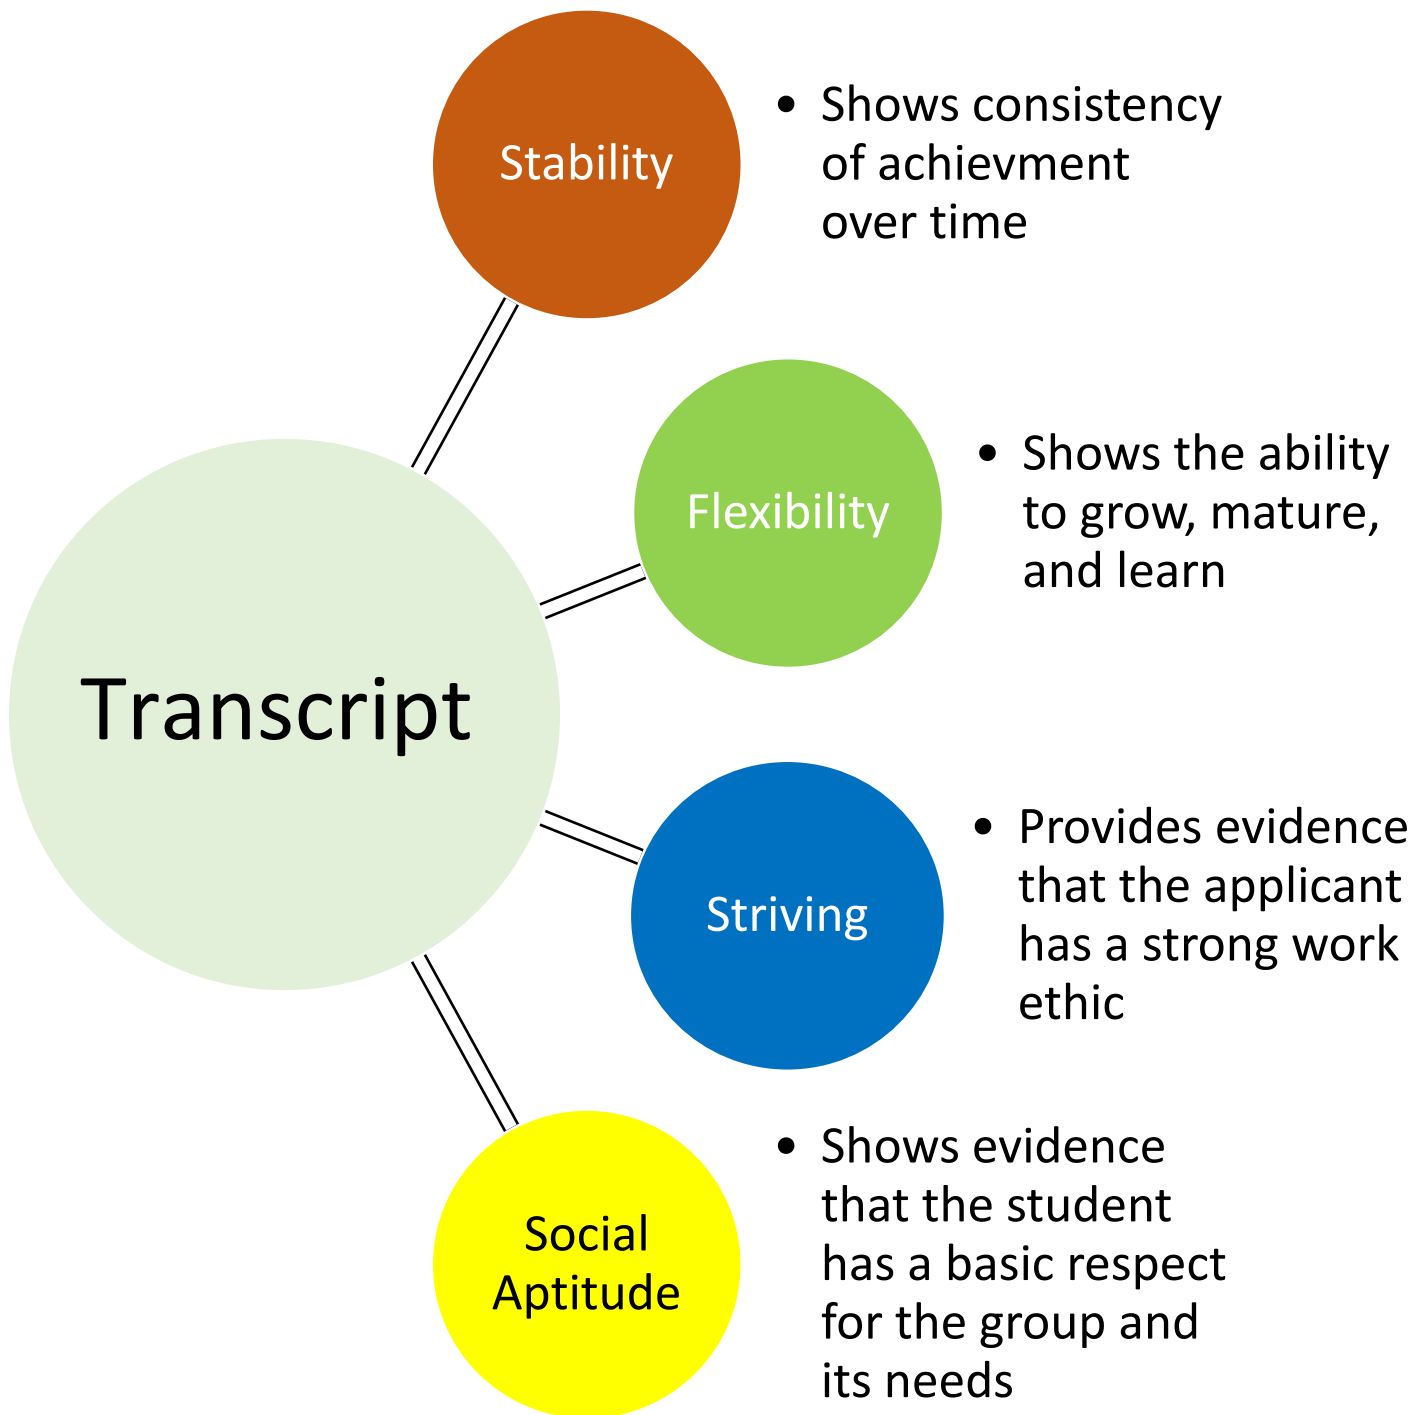 Stability
• Shows consistency
of achievment
over time
Flexibility
• Shows the ability
to grow, mature,
and learn
Transcript
Striving
• Provides evidence
that the applicant
has a strong work
ethic
Social
Aptitude
• Shows evidence
that the student
has a basic respect
for the group and
its needs